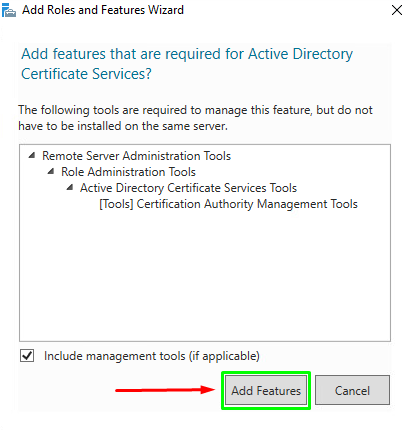 Add Roles and Features Wizard
Add features that are required for Active Directory
Certificate Services?
The following tools are required to manage this feature, but do not
have to be installed on the same server.
Remote Server Administration Tools
Role Administration Tools
Active Directory Certificate Services Tools
[Tools] Certification Authority Management Tools
Include management tools (if applicable)
Add Features
Cancel